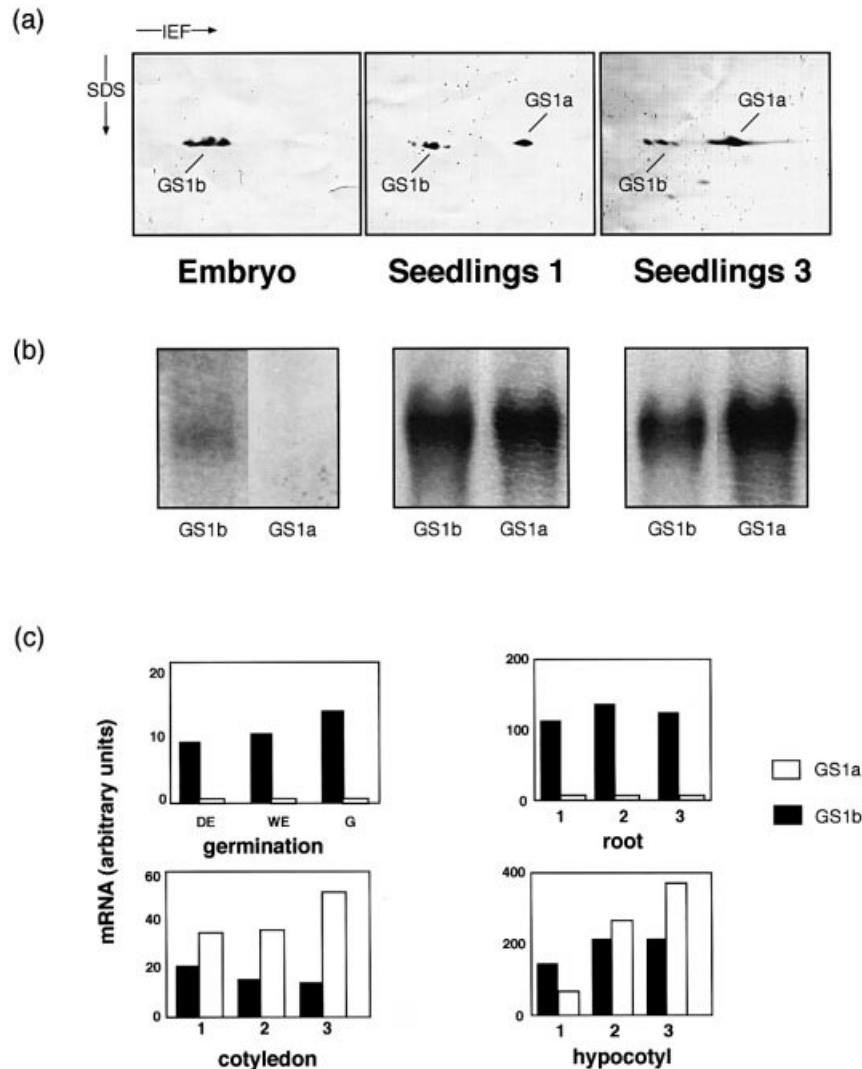 (a)
IEF
SDS
GS1b
GS1b
GS1a
GS1b
GS1a
Embryo
Seedlings 1
Seedlings 3
(b)
GS1b GS1a
GS1b GS1a
GS1b GS1a
(c)
mRNA (arbitrary units)
20
10
0
DE WE G
germination
200
100
0
1 2 3
root
GS1a
GS1b
60
40
20
0
1 2 3
cotyledon
400
200
0
1 2 3
hypocotyl